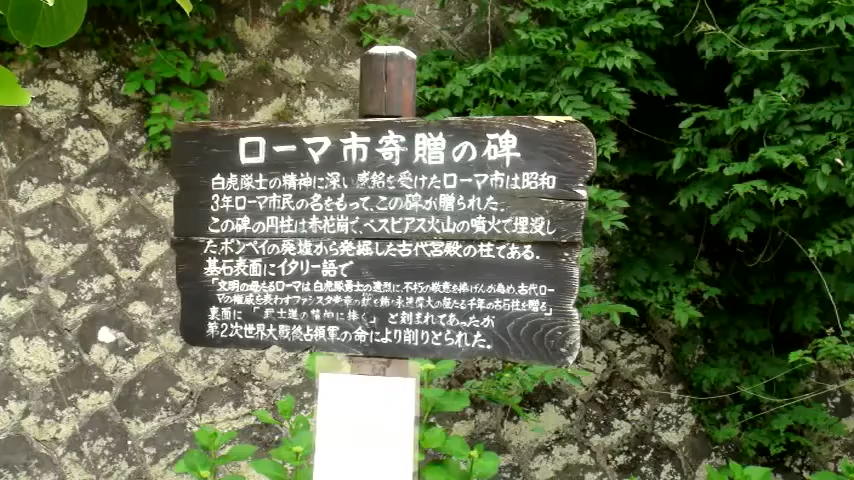 ローマ市寄贈の碑
白虎隊士の精神に深い感銘を受けたローマ市は昭和
3年ローマ市民の名をもって、この碑が贈られた。
この碑の円柱は赤花崗で、ベスビアス火山の噴火で埋没し
た、ポンペイの廃墟から発掘した古代宮殿の柱である。
基石表面にイタリー語で
「文明の母たるローマは白虎隊勇士の遺烈に、不朽の敬意を捧げんが為め、古代ロー
マの権威を表わすファシスタ党章の鉞を飾り永遠偉大の証たる千年の古石柱を贈る」
裏面に「武士道の精神に捧ぐ」と刻まれてあったが
第2次世界大戦後占領軍の命により削りとられた。